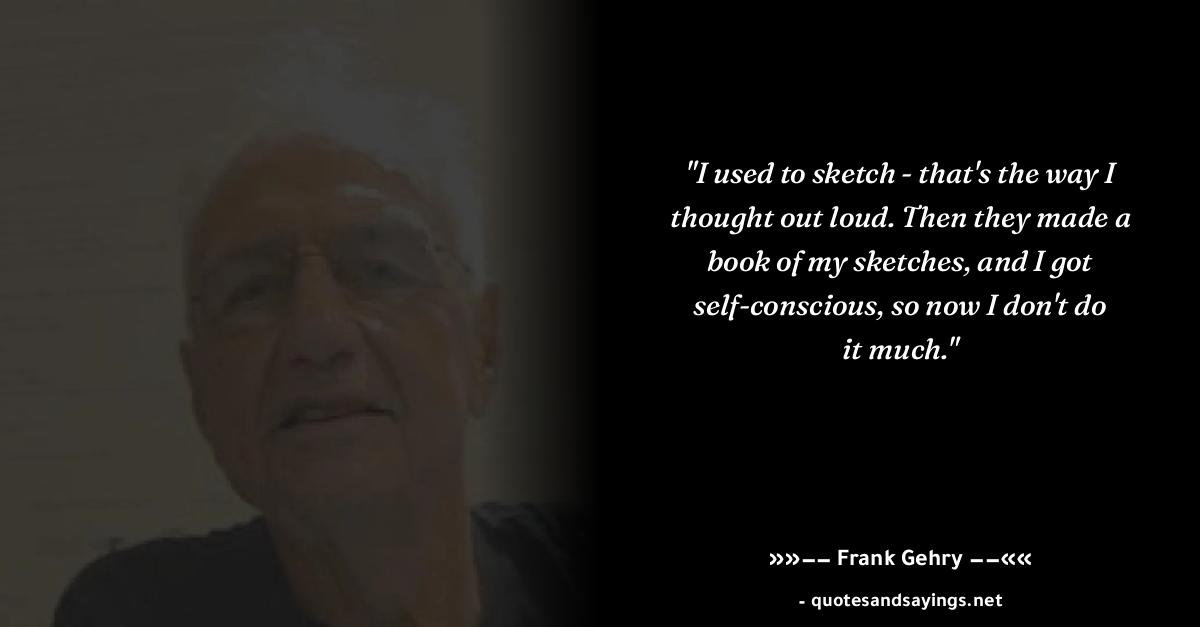 "I used to sketch - that's the way I
thought out loud. Then they made a
book of my sketches, and I got
self-conscious, so now I don't do
it much."
»»–– Frank Gehry ––««
- quotesandsayings.net